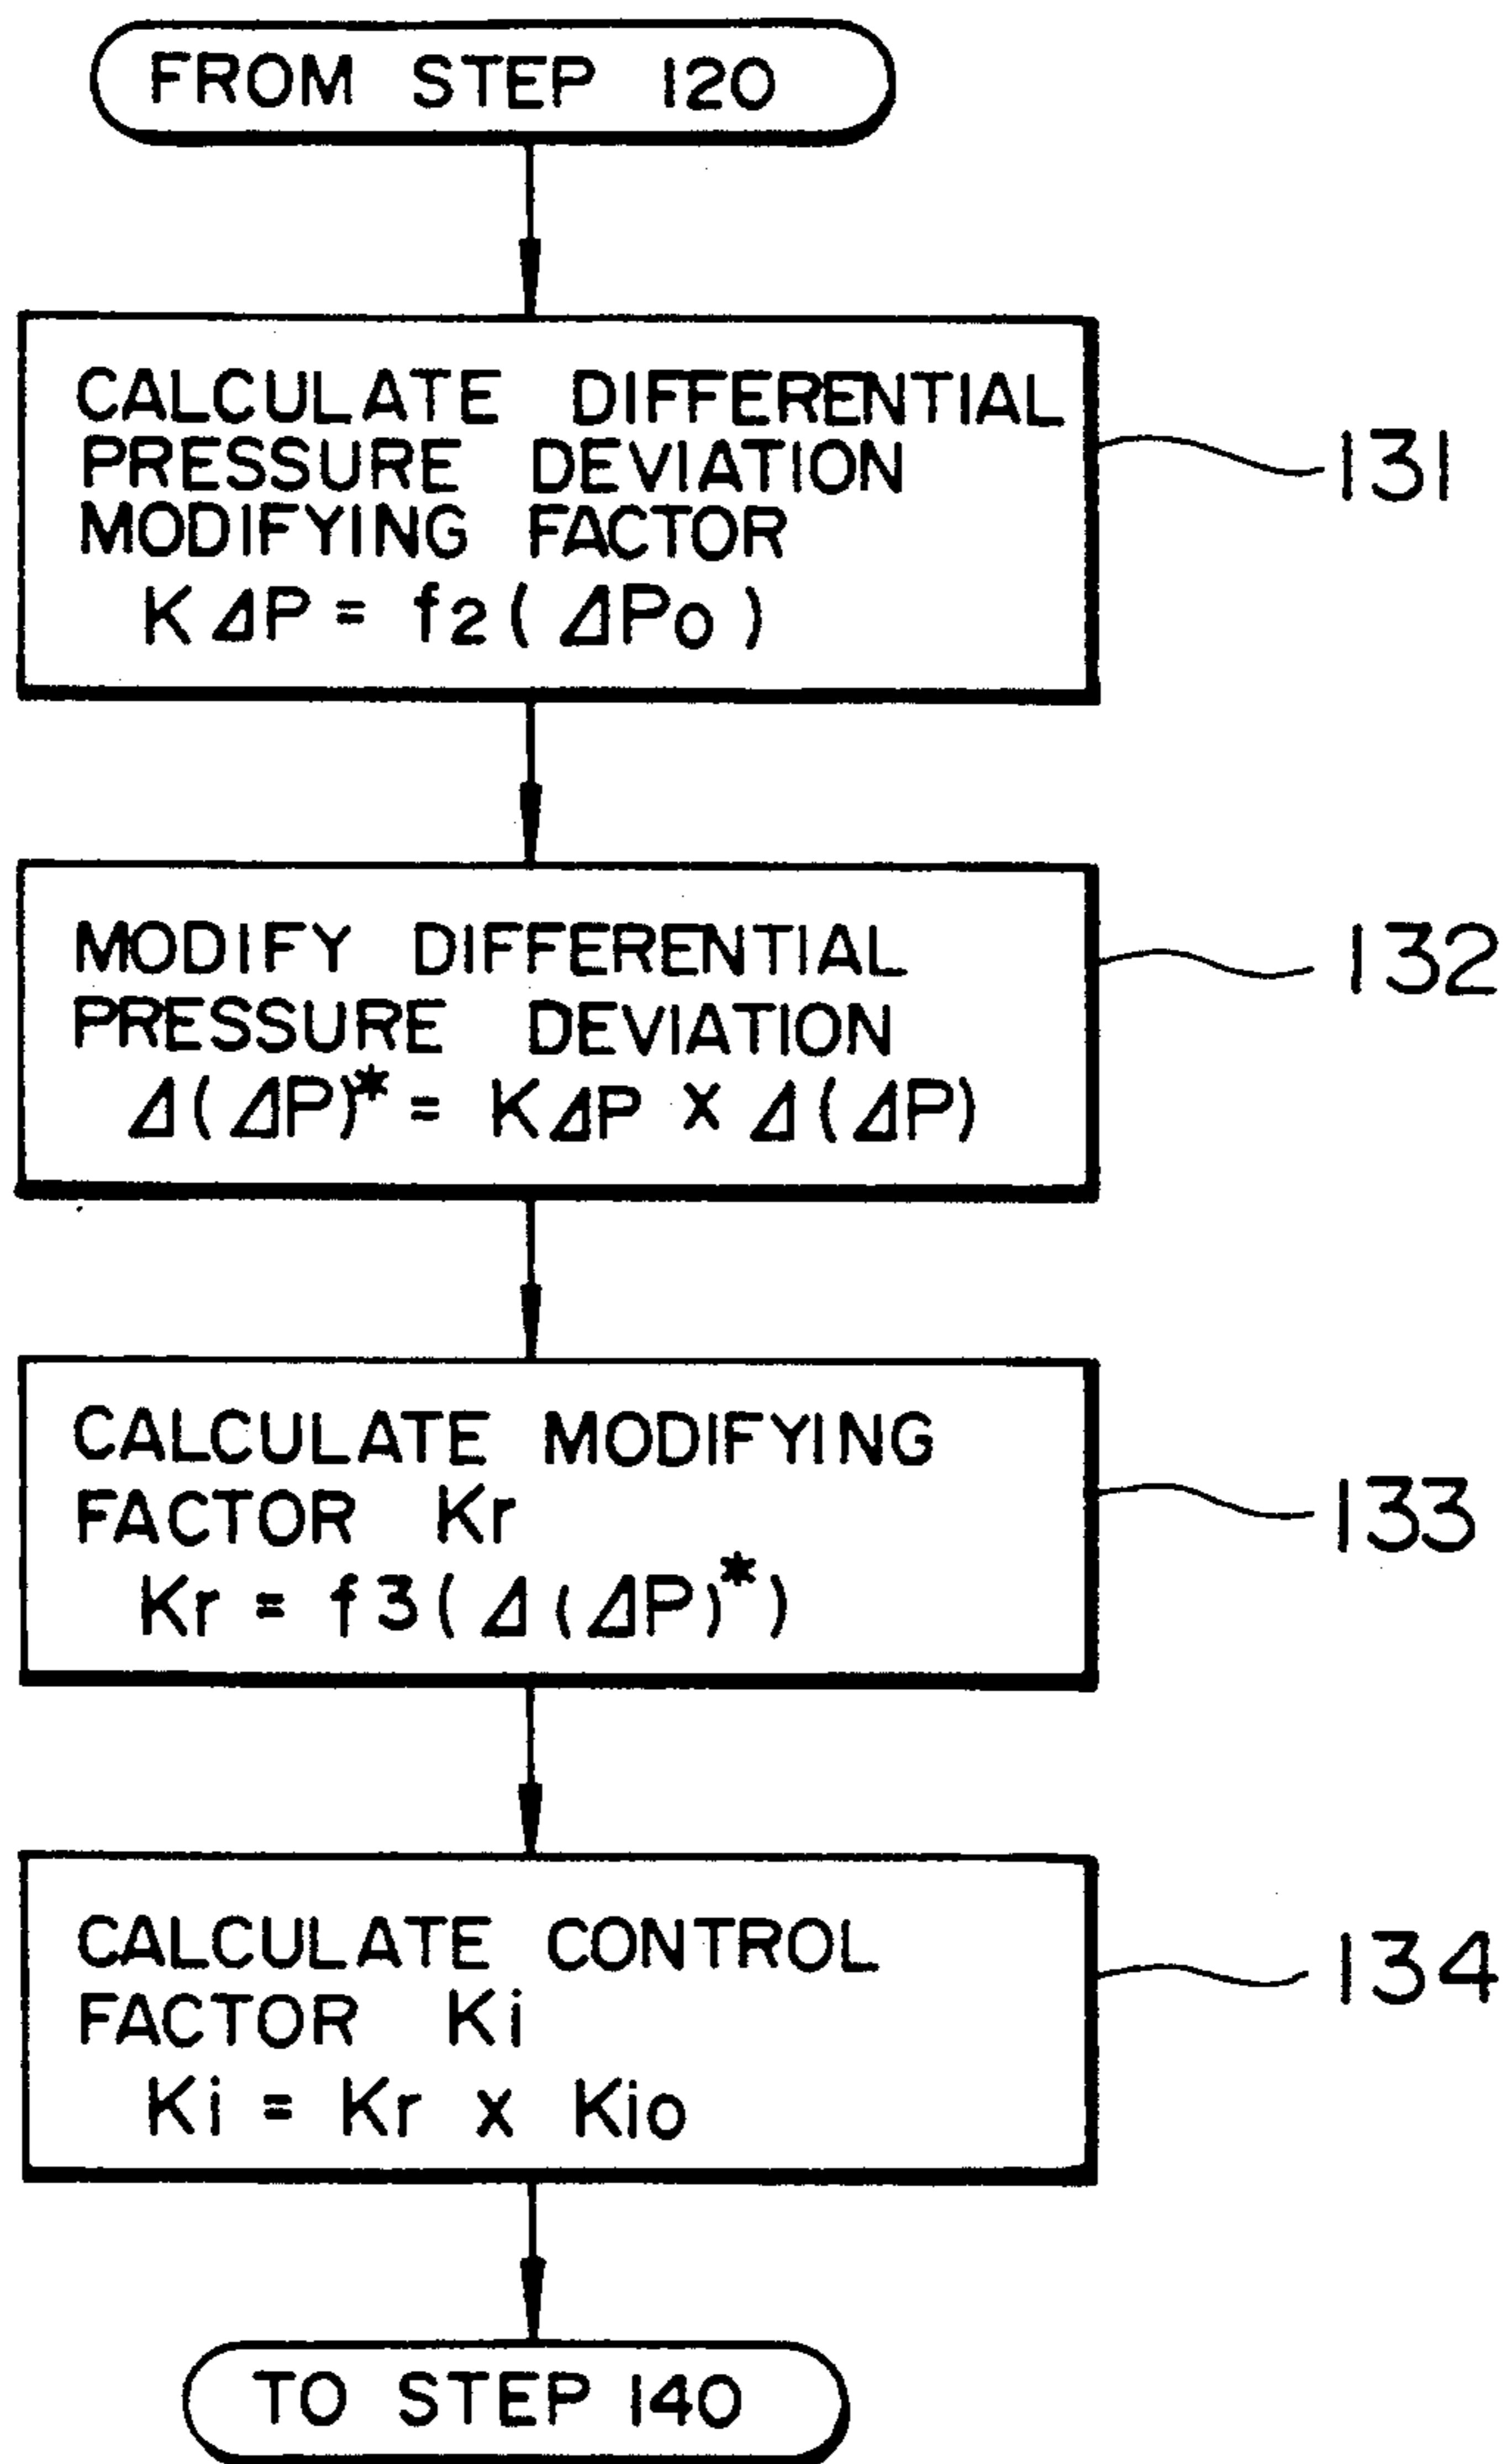 FROM STEP 120
CALCULATE DIFFERENTIAL
PRESSURE DEVIATION
MODIFYING FACTOR
KΔP = f2(ΔPo)
131
MODIFY DIFFERENTIAL
PRESSURE DEVIATION
Δ(ΔP)* = KΔP x Δ(ΔP)
132
CALCULATE MODIFYING
FACTOR Kr
Kr = f3(Δ(ΔP)*)
133
CALCULATE CONTROL
FACTOR Ki
Ki = Kr x Kio
134
TO STEP 140